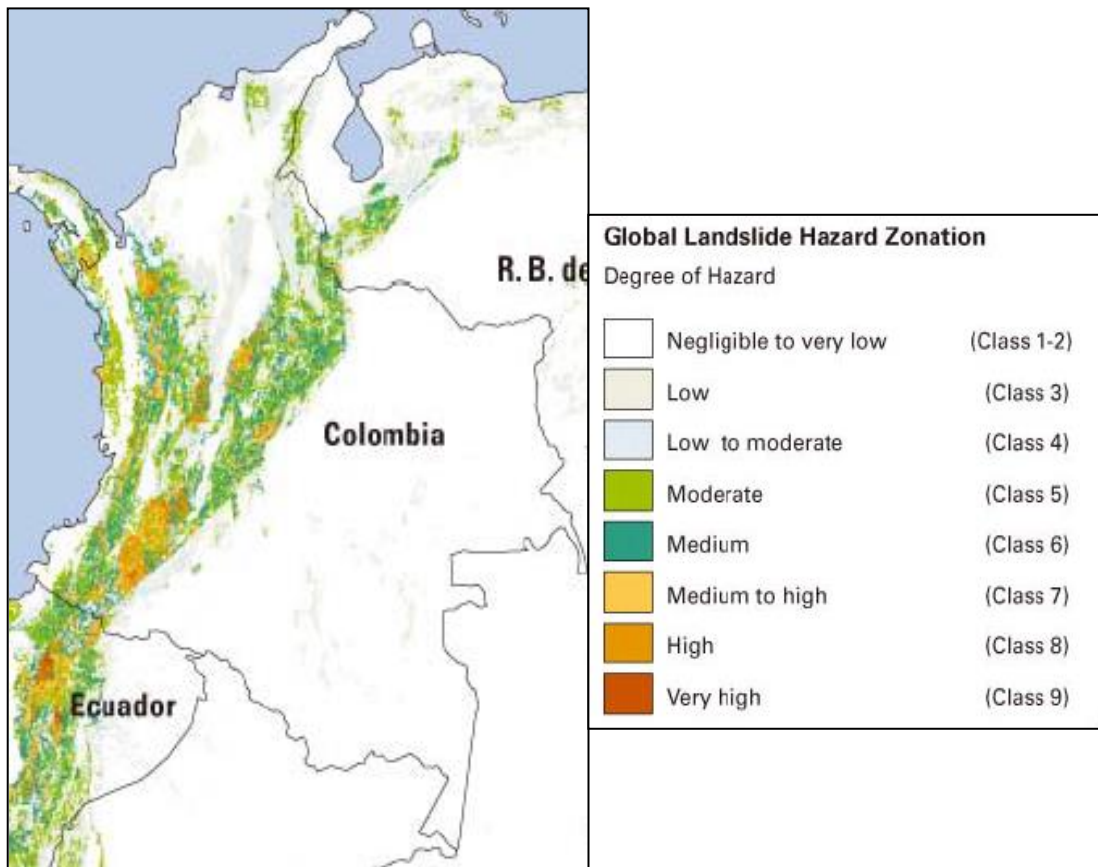 R. B. de
Colombia
Ecuador
Global Landslide Hazard Zonation
Degree of Hazard
Negligible to very low (Class 1-2)
Low (Class 3)
Low to moderate (Class 4)
Moderate (Class 5)
Medium (Class 6)
Medium to high (Class 7)
High (Class 8)
Very high (Class 9)